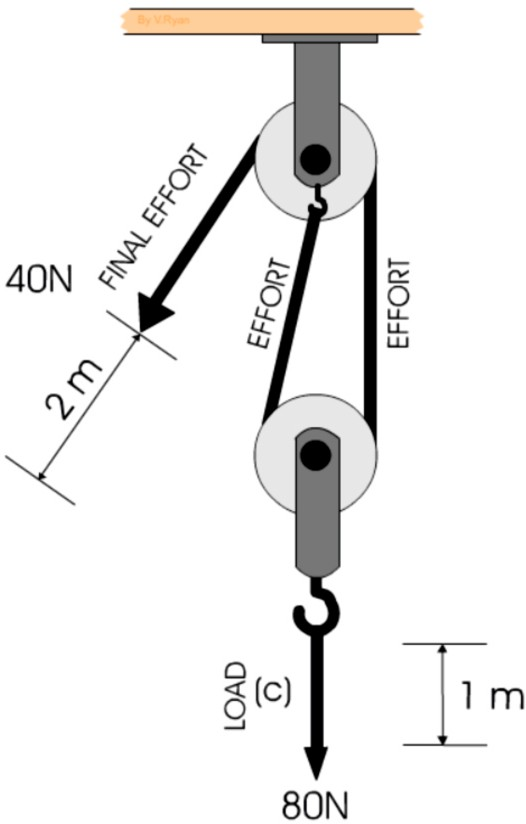 By V.Ryan
FINAL EFFORT
40N
EFFORT
EFFORT
2 m
LOAD
(C)
1 m
80N